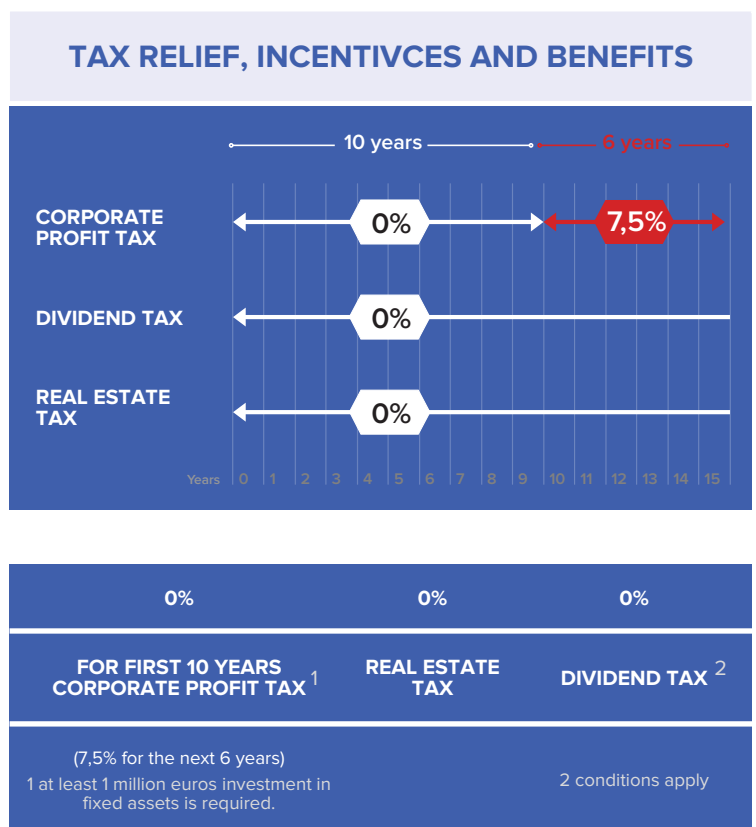 TAX RELIEF, INCENTIVCES AND BENEFITS
10 years
6 years
CORPORATE
PROFIT TAX
0%
7,5%
DIVIDEND TAX
0%
REAL ESTATE
TAX
0%
Years 0 1 2 3 4 5 6 7 8 9 10 11 12 13 14 15
0% 0% 0%
FOR FIRST 10 YEARS
CORPORATE PROFIT TAX 1
REAL ESTATE
TAX
DIVIDEND TAX 2
(7,5% for the next 6 years)
1 at least 1 million euros investment in
fixed assets is required.
2 conditions apply